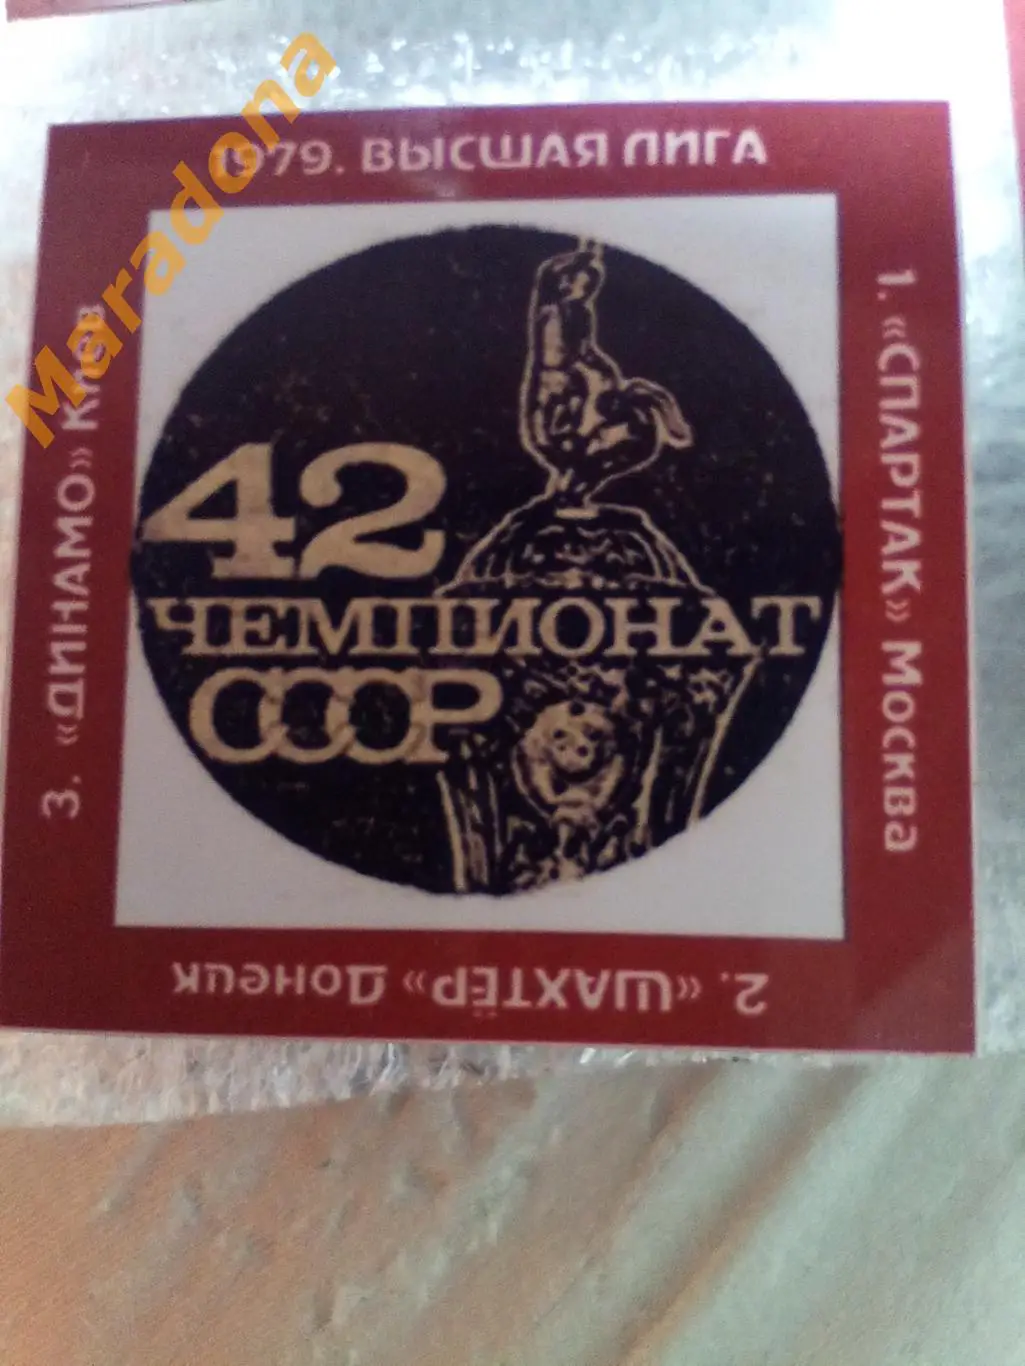 1979. ВЫСШАЯ ЛИГА
1. «СПАРТАК» Москва
2. «ШАХТЁР» Донецк
3. «ДИНАМО» Киев
42
ЧЕМПИОНАТ
СССР
Maradona